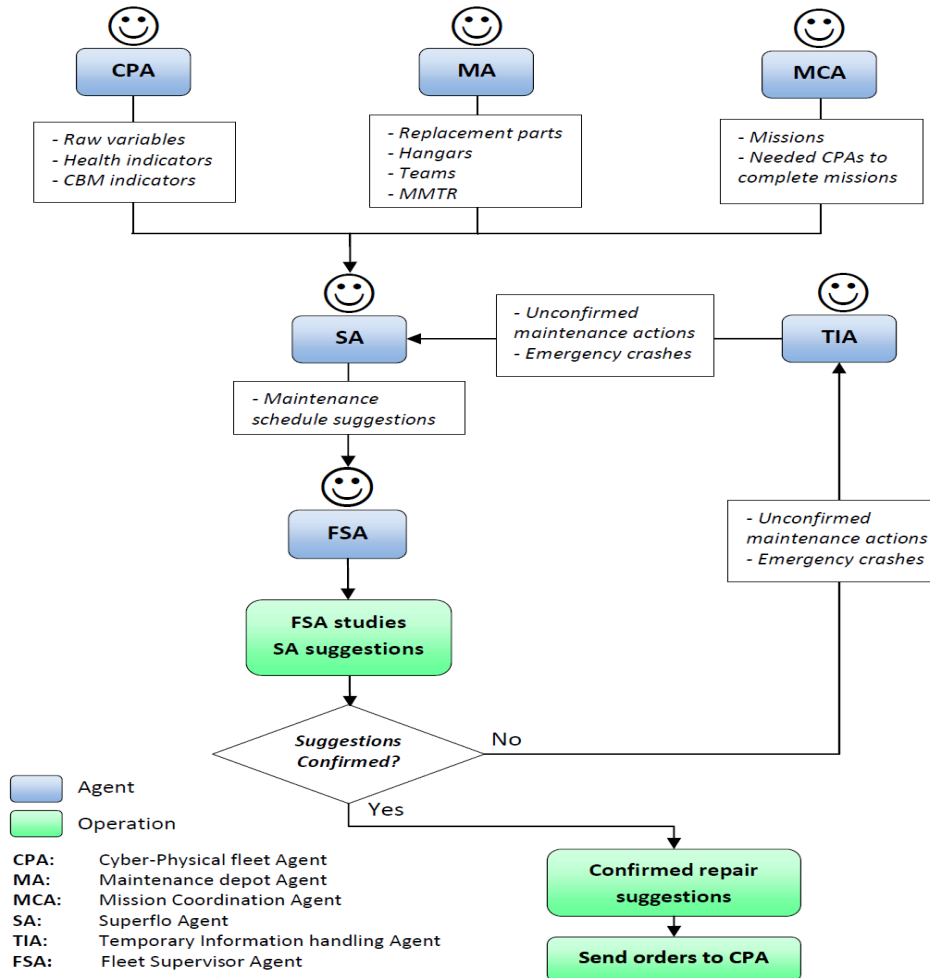 CPA
MA
MCA
- Raw variables
- Health indicators
- CBM indicators
- Replacement parts
- Hangars
- Teams
- MMTR
- Missions
- Needed CPAs to
complete missions
SA
- Unconfirmed
maintenance actions
- Emergency crashes
TIA
- Maintenance
schedule suggestions
FSA
- Unconfirmed
maintenance actions
- Emergency crashes
FSA studies
SA suggestions
Suggestions
Confirmed?
No
Yes
Confirmed repair
suggestions
Send orders to CPA
Agent
Operation
CPA: Cyber-Physical fleet Agent
MA: Maintenance depot Agent
MCA: Mission Coordination Agent
SA: Superflo Agent
TIA: Temporary Information handling Agent
FSA: Fleet Supervisor Agent